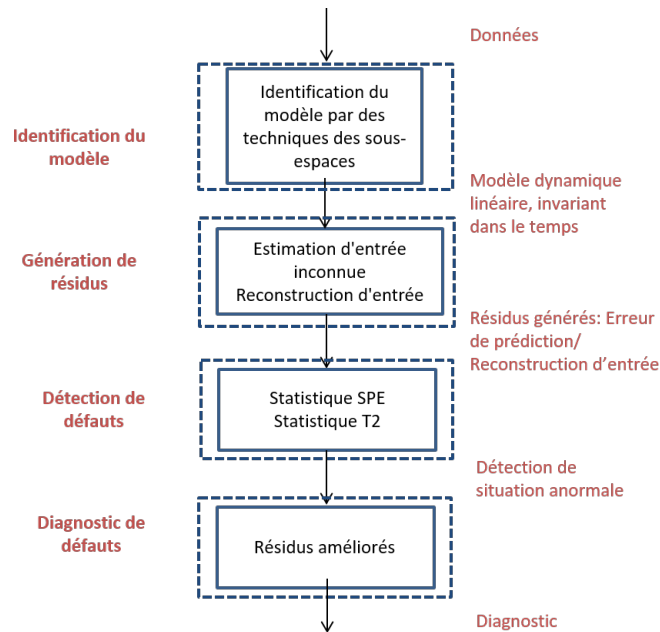 Données
Identification du
modèle par des
techniques des sous-
espaces
Identification du
modèle
Modèle dynamique
linéaire, invariant
dans le temps
Estimation d'entrée
inconnue
Reconstruction d'entrée
Génération de
résidus
Résidus générés: Erreur
de prédiction/
Reconstruction d’entrée
Statistique SPE
Statistique T2
Détection de
défauts
Détection de
situation anormale
Diagnostic de
défauts
Résidus améliorés
Diagnostic